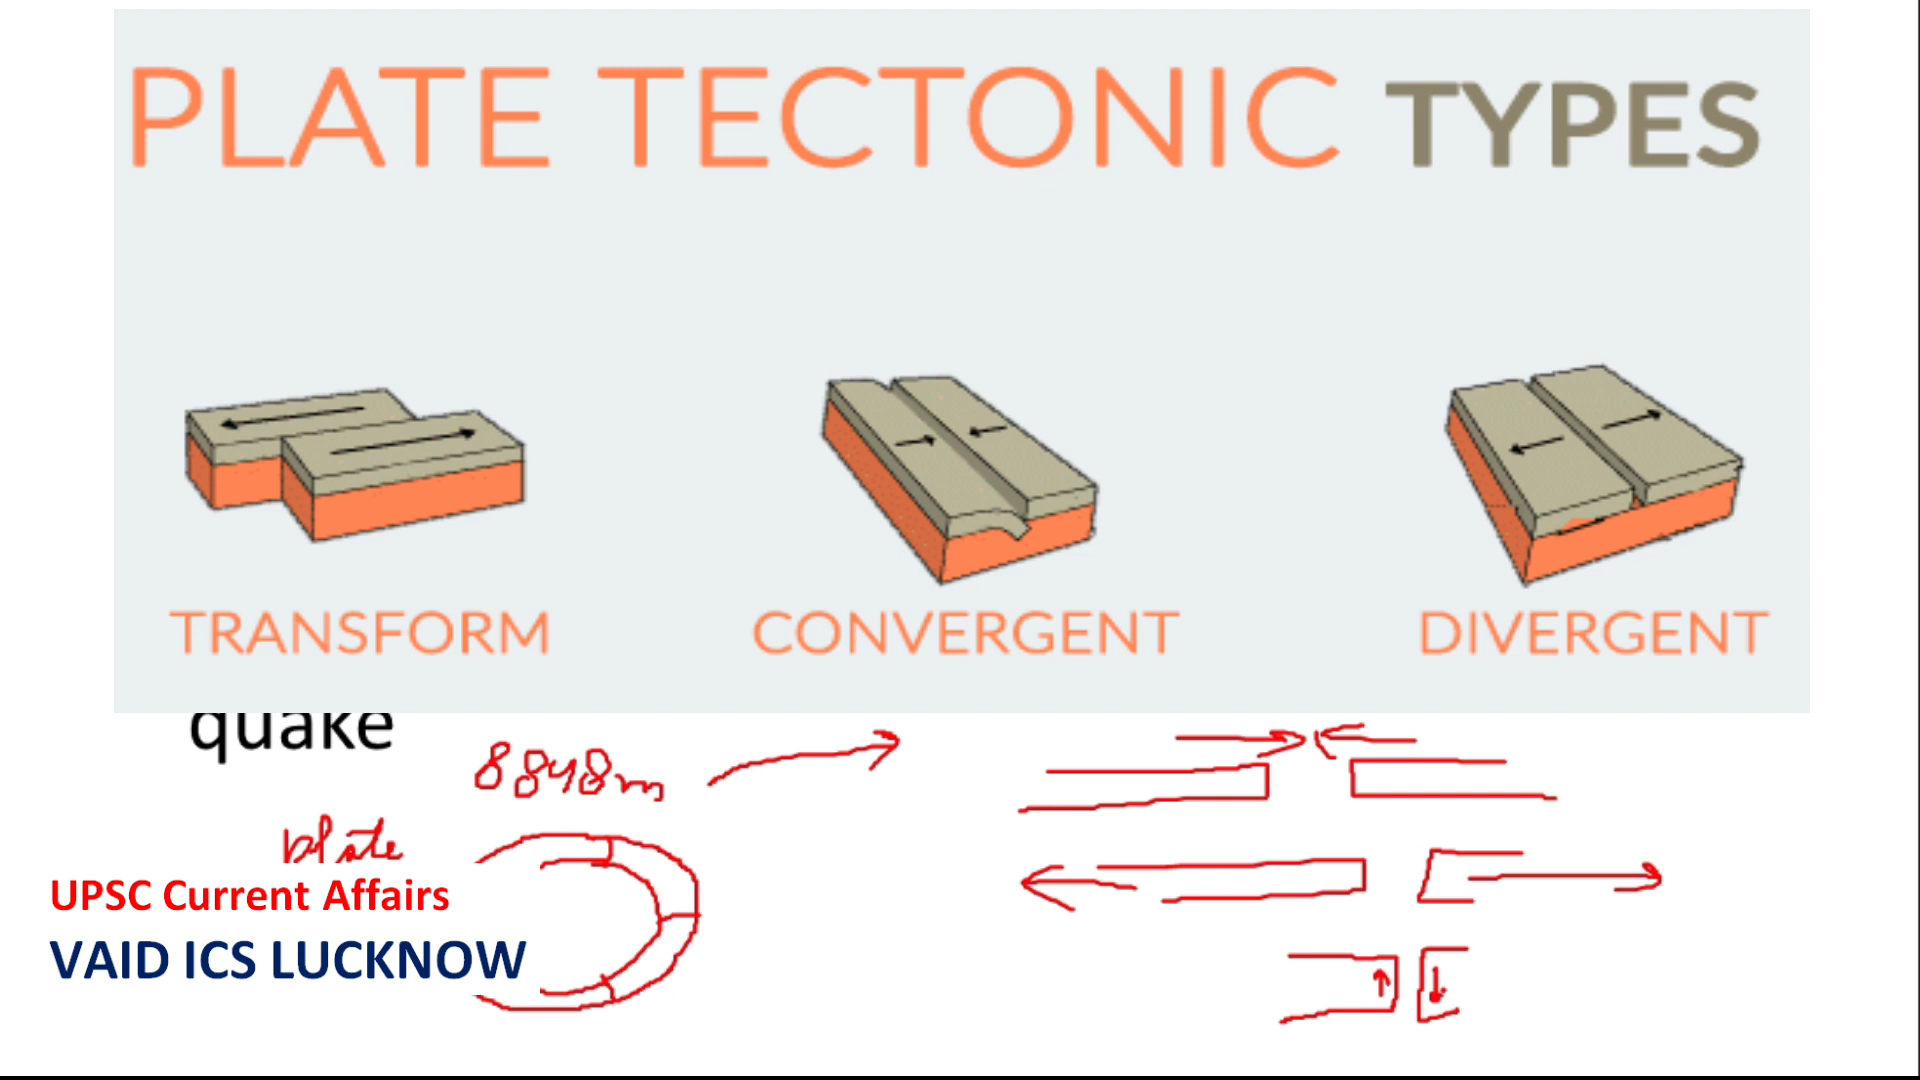 PLATE TECTONIC TYPES
TRANSFORM CONVERGENT DIVERGENT
quake
8848m
plate
UPSC Current Affairs
VAID ICS LUCKNOW